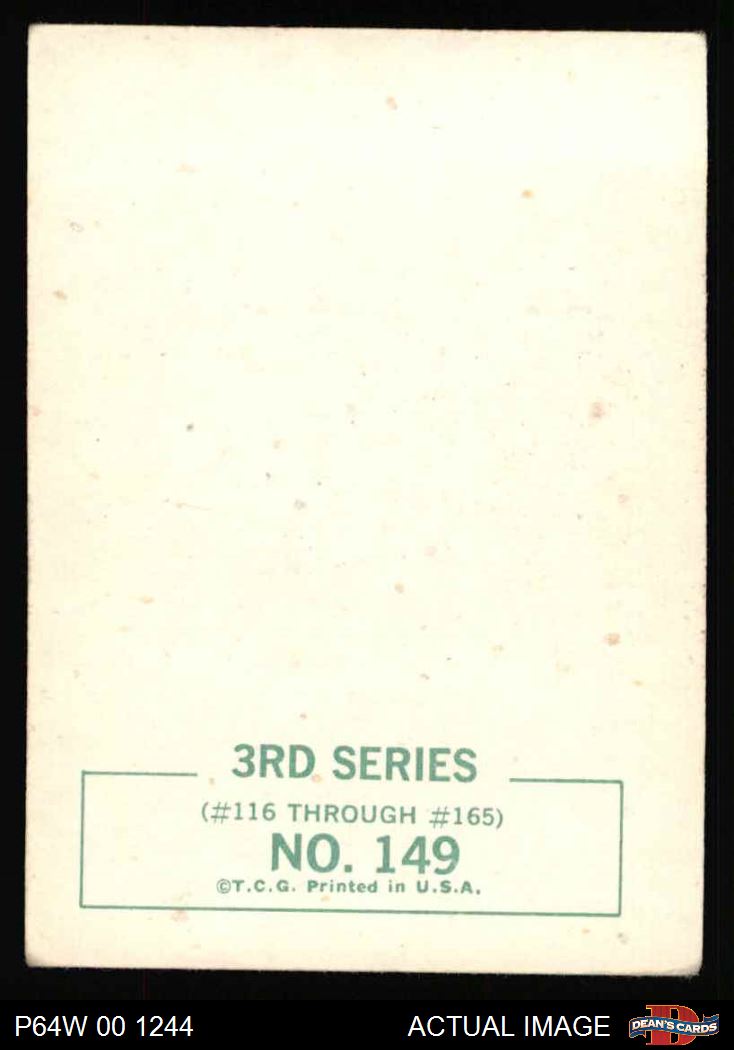 3RD SERIES
(#116 THROUGH #165)
NO. 149
©T.C.G. Printed in U.S.A.
P64W 00 1244
ACTUAL IMAGE
DEAN'S CARDS